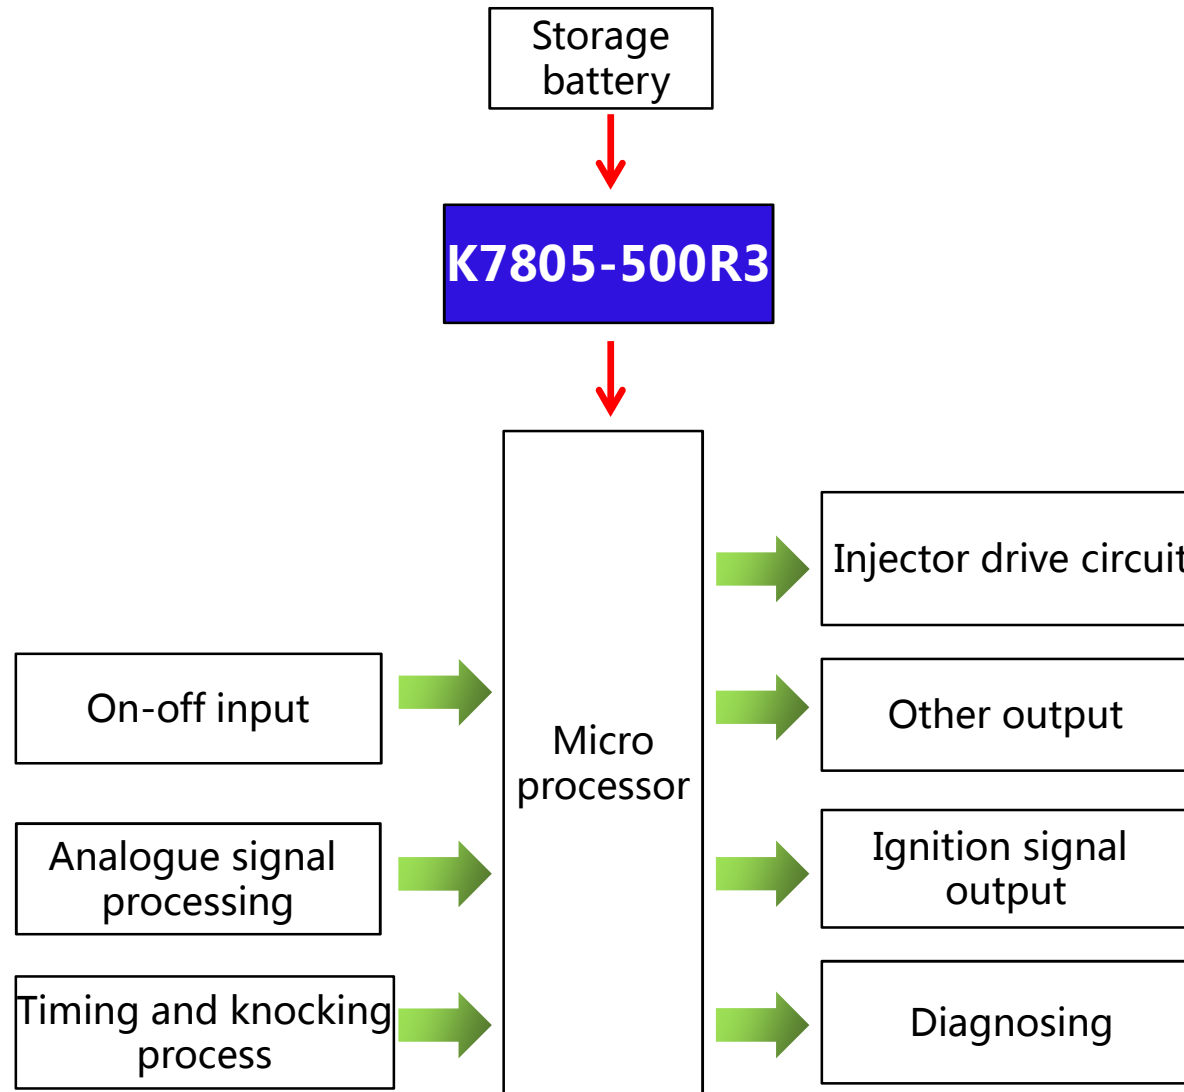 Storage
battery
K7805-500R3
Injector drive circuit
On-off input
Other output
Micro
processor
Analogue signal
processing
Ignition signal
output
Timing and knocking
process
Diagnosing